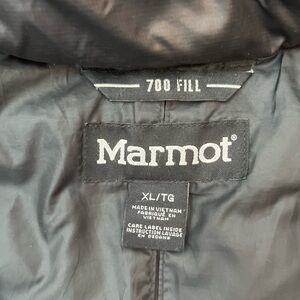 700 FILL
Marmot®
XL/TG
MADE IN VIETNAM
FABRIQUÉ EN
VIETNAM
CARE LABEL INSIDE
INSTRUCTION LAVAGE
EN DEDANS